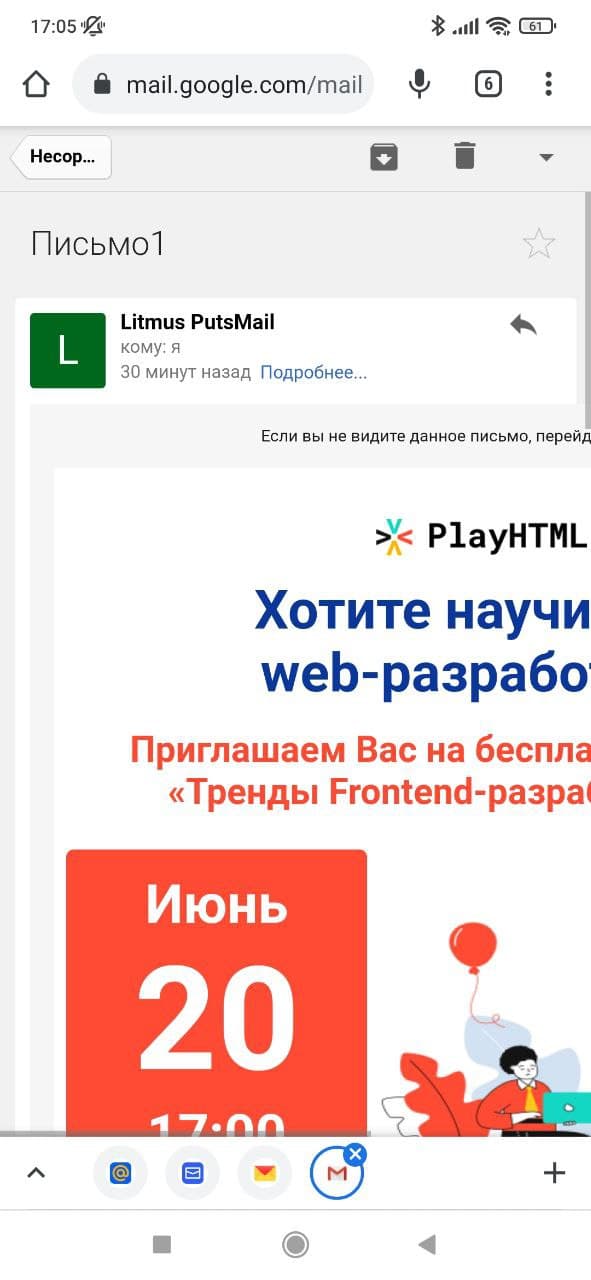 17:05
61
mail.google.com/mail
6
Несор...
Письмо1
L
Litmus PutsMail
кому: я
30 минут назад Подробнее...
Если вы не видите данное письмо, перейд
PlayHTML
Хотите научи
web-разрабо
Приглашаем Вас на беспла
«Тренды Frontend-разра
Июнь
20
17:00